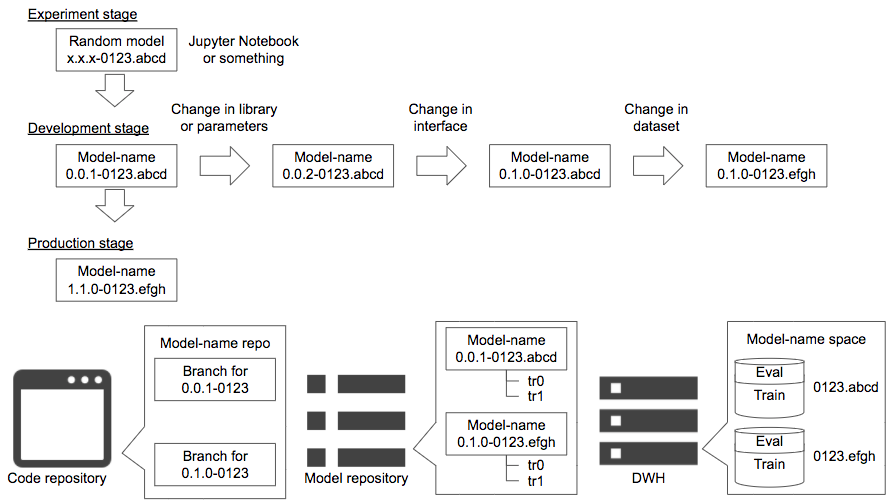 Experiment stage
Random model
x.x.x-0123.abcd
Jupyter Notebook
or something
Development stage
Change in library
or parameters
Change in
interface
Change in
dataset
Model-name
0.0.1-0123.abcd
Model-name
0.0.2-0123.abcd
Model-name
0.1.0-0123.abcd
Model-name
0.1.0-0123.efgh
Production stage
Model-name
1.1.0-0123.efgh
Code repository
Model-name repo
Branch for
0.0.1-0123
Branch for
0.1.0-0123
Model repository
Model-name
0.0.1-0123.abcd
tr0
tr1
Model-name
0.1.0-0123.efgh
tr0
tr1
DWH
Model-name space
Eval
Train
0123.abcd
Eval
Train
0123.efgh